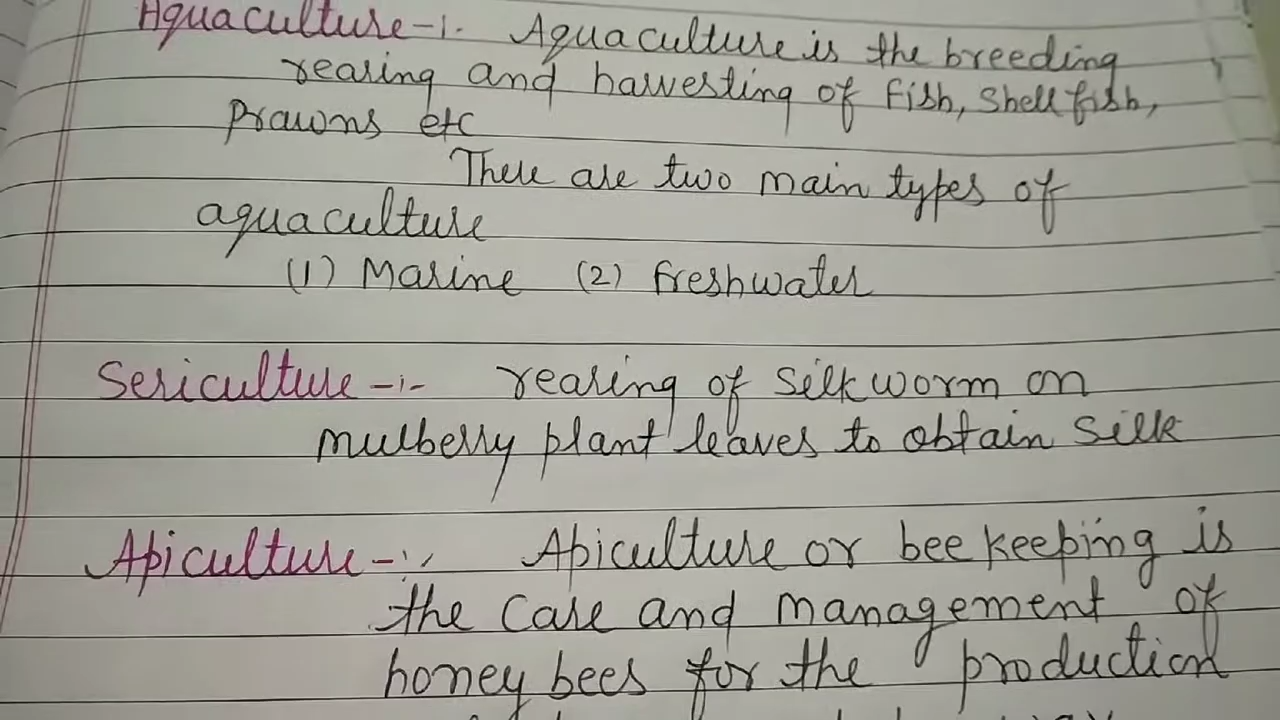 Aquaculture -:- Aquaculture is the breeding
rearing and harvesting of fish, shellfish,
Prawns etc
There are two main types of
aquaculture
(1) Marine (2) freshwater
Sericulture -:- rearing of silkworm on
mulberry plant leaves to obtain silk
Apiculture -:- Apiculture or bee keeping is
the care and management of
honey bees for the production